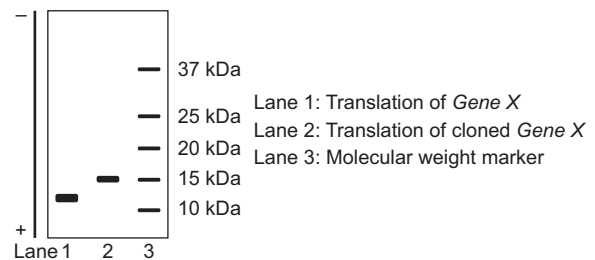 –
37 kDa
25 kDa
20 kDa
15 kDa
10 kDa
+
Lane 1 2 3
Lane 1: Translation of Gene X
Lane 2: Translation of cloned Gene X
Lane 3: Molecular weight marker